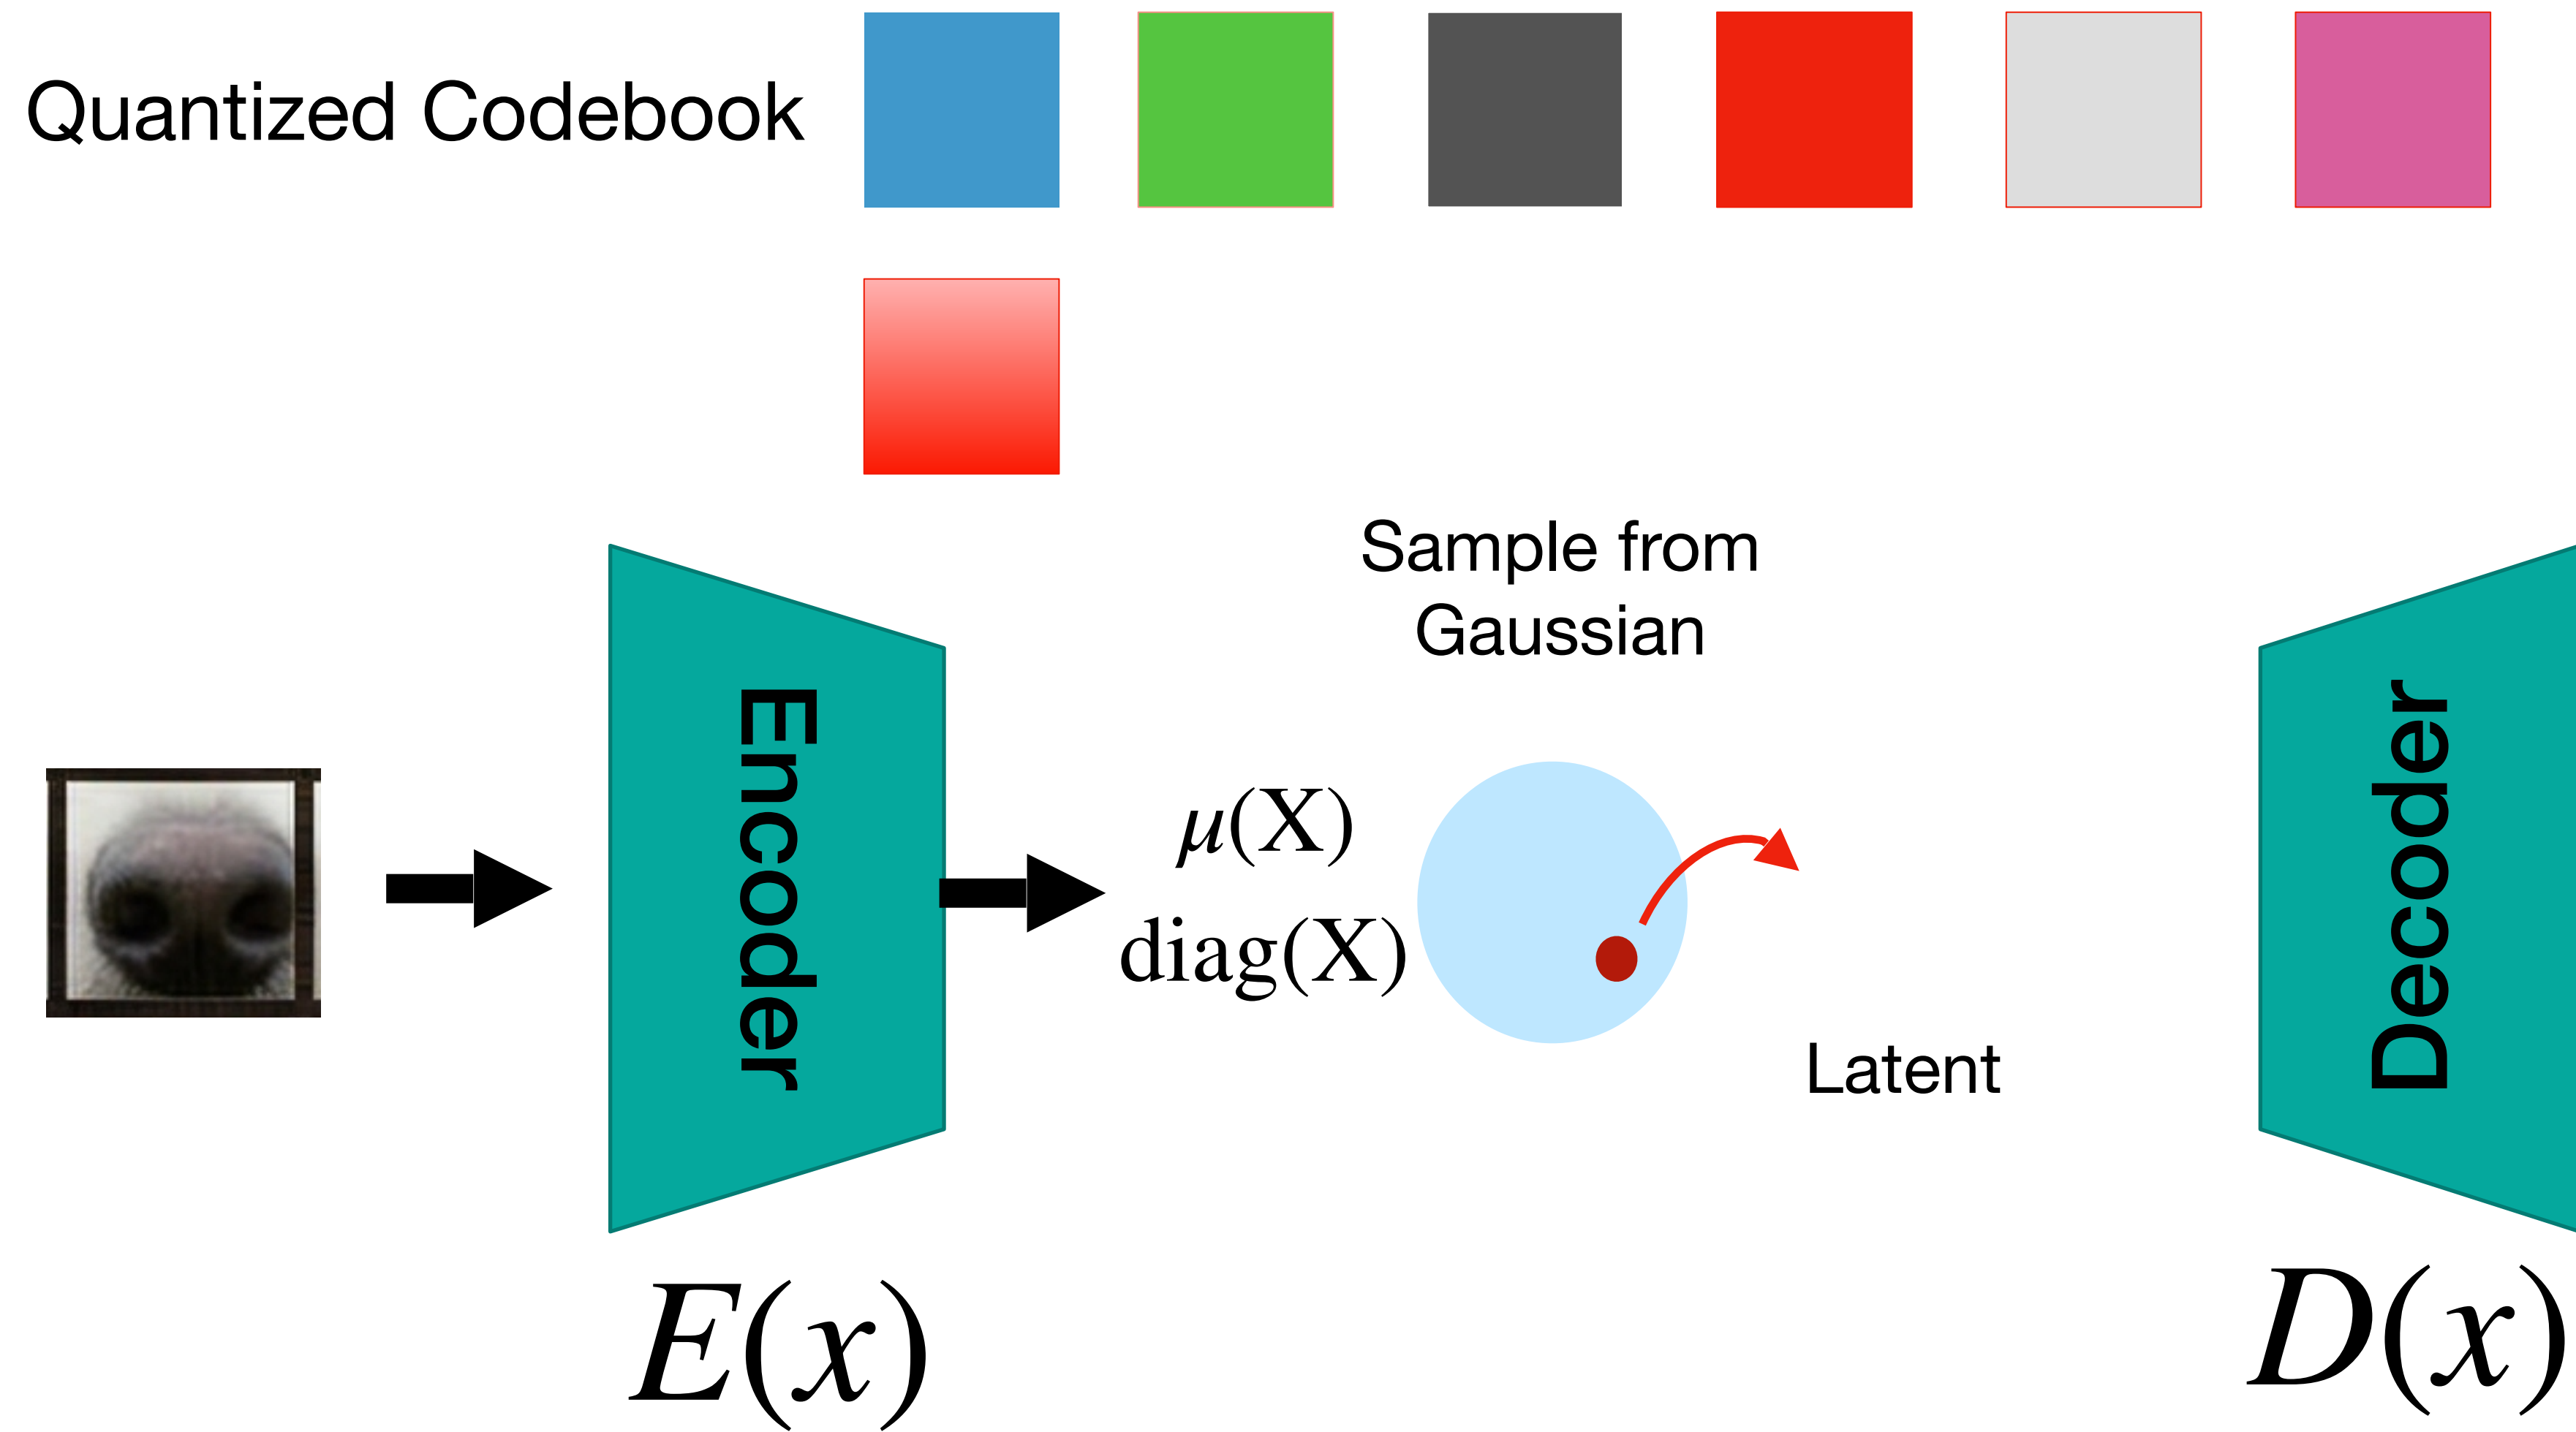 Quantized Codebook
Sample from
Gaussian
Encoder
μ(X)
diag(X)
Latent
Decoder
E(x)
D(x)